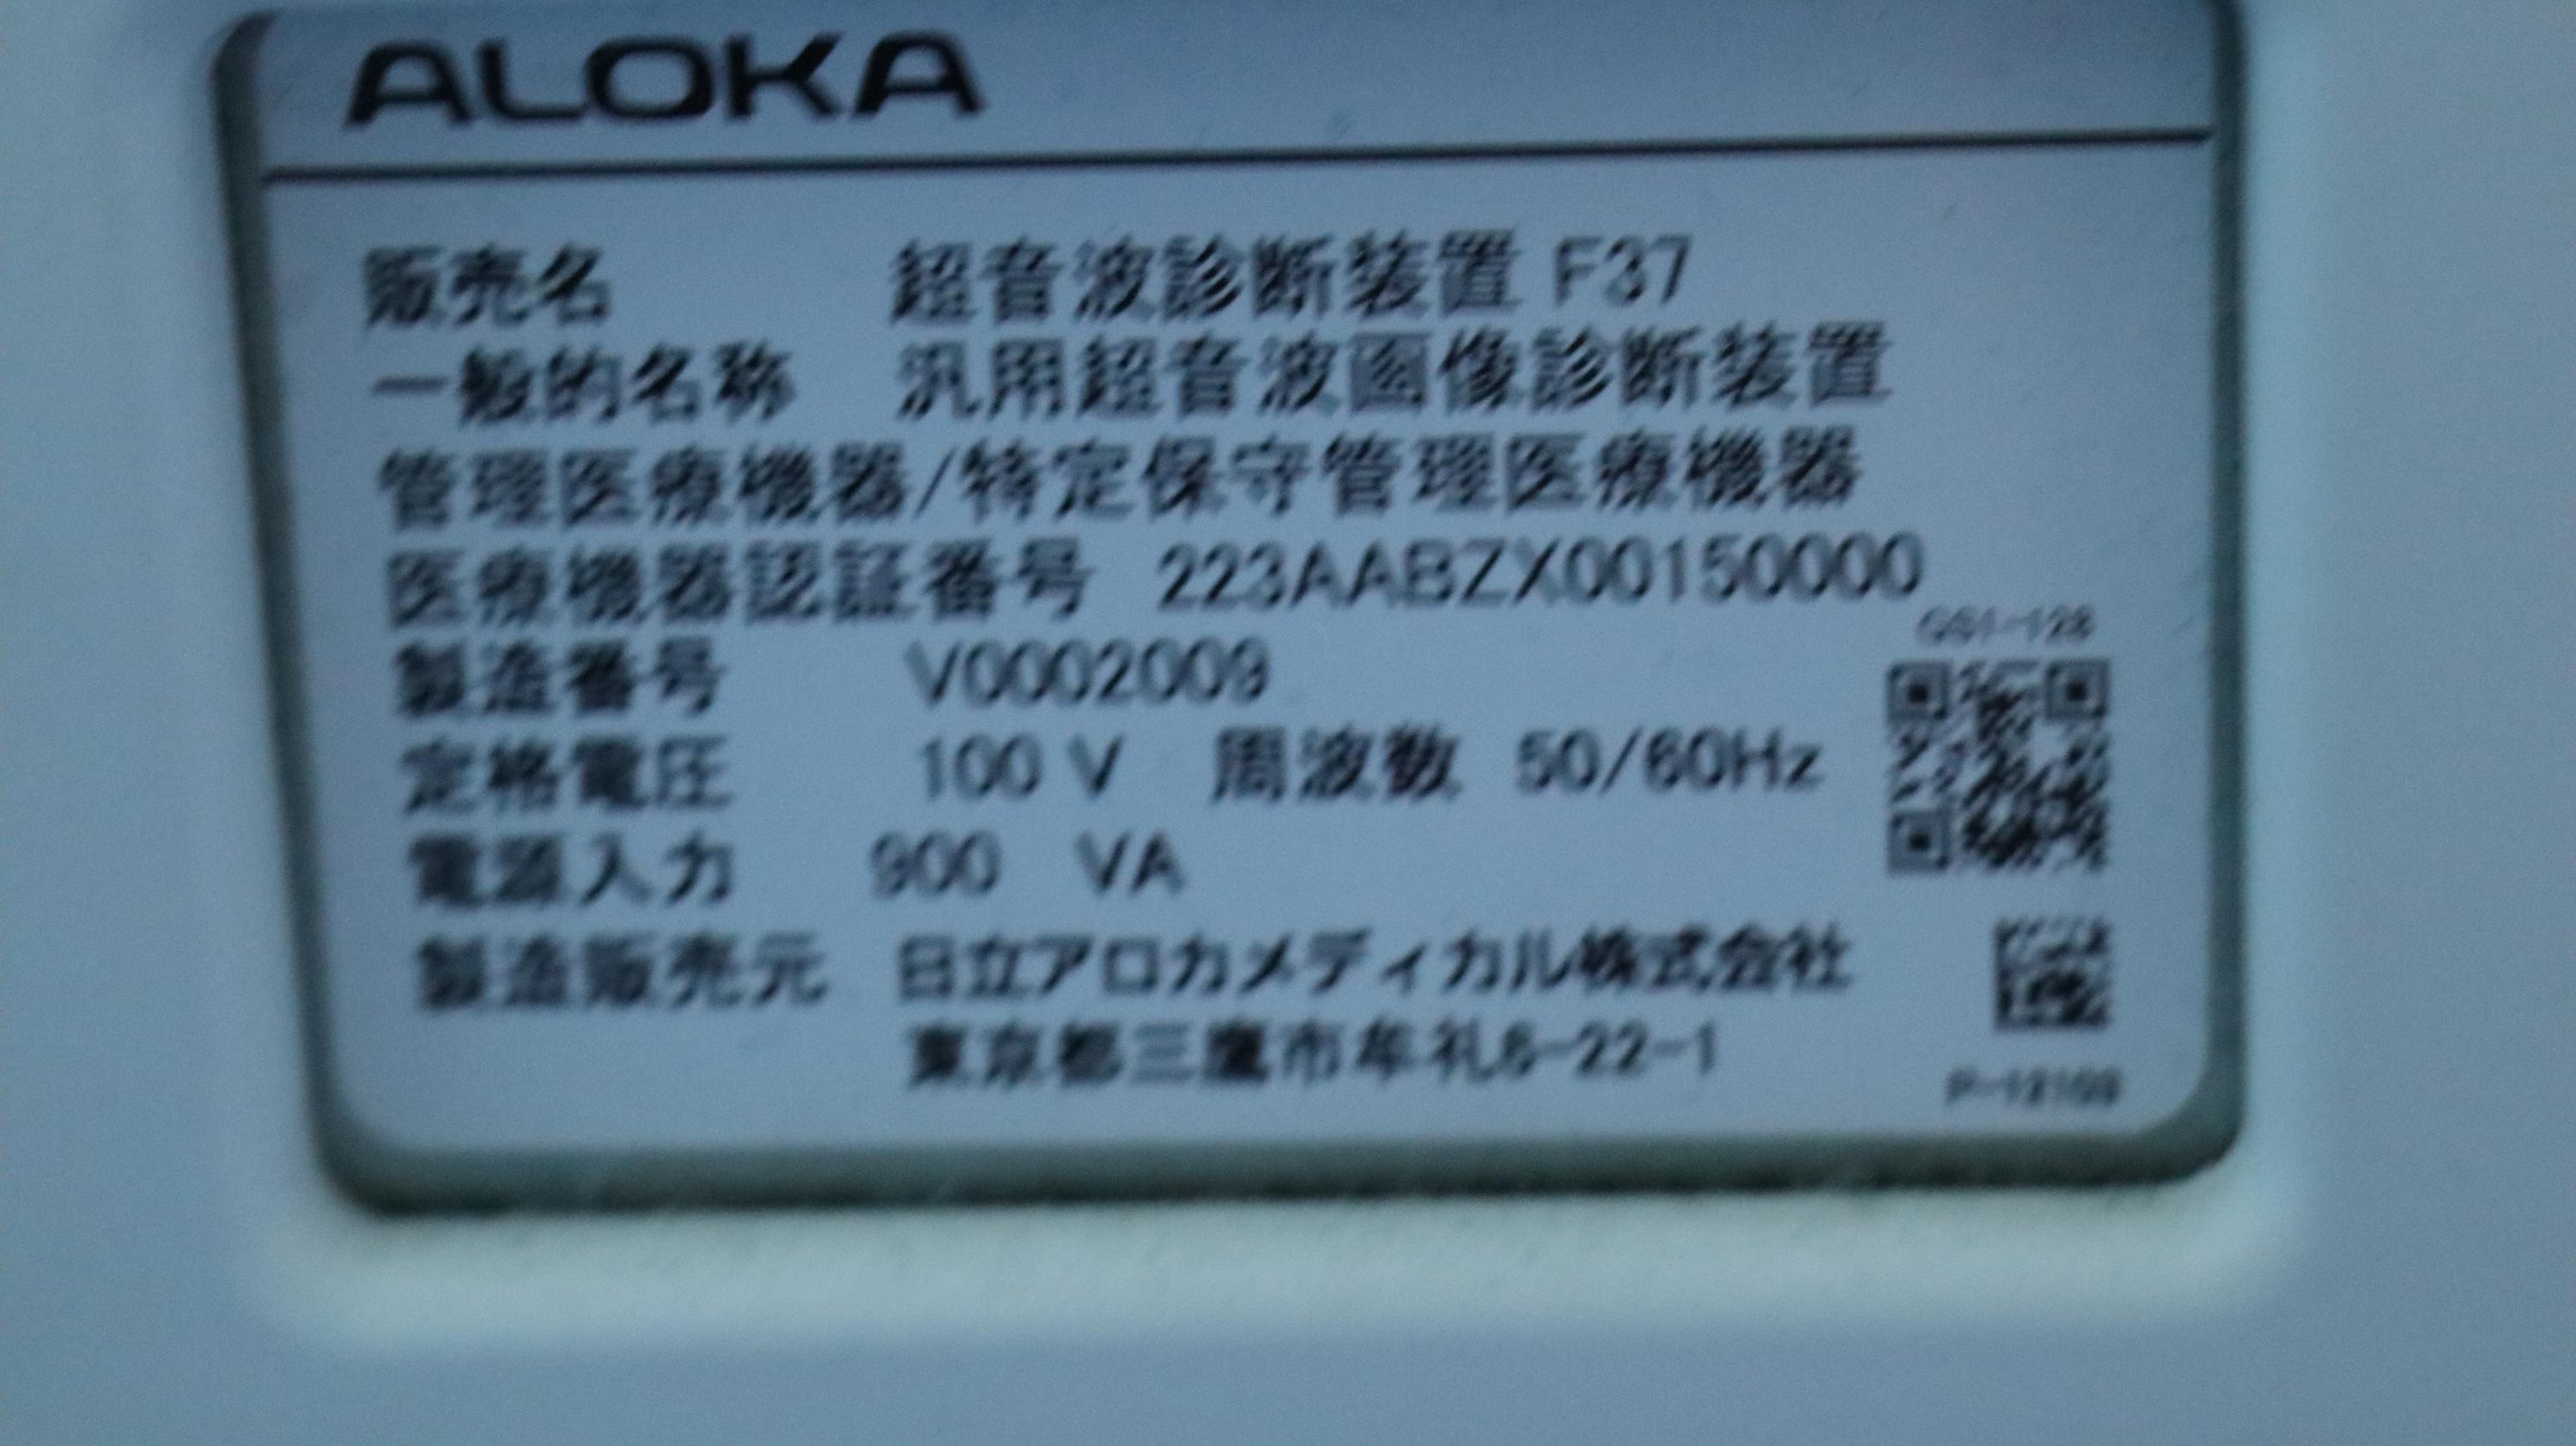 ALOKA
販売名 超音波診断装置 F37
一般的名称 汎用超音波画像診断装置
管理医療機器/特定保守管理医療機器
医療機器認証番号 223AABZX00150000
製造番号 V0002009
定格電圧 100 V 周波数 50/60Hz
電源入力 900 VA
製造販売元 日立アロカメディカル株式会社
東京都三鷹市牟礼6-22-1
GS1-128